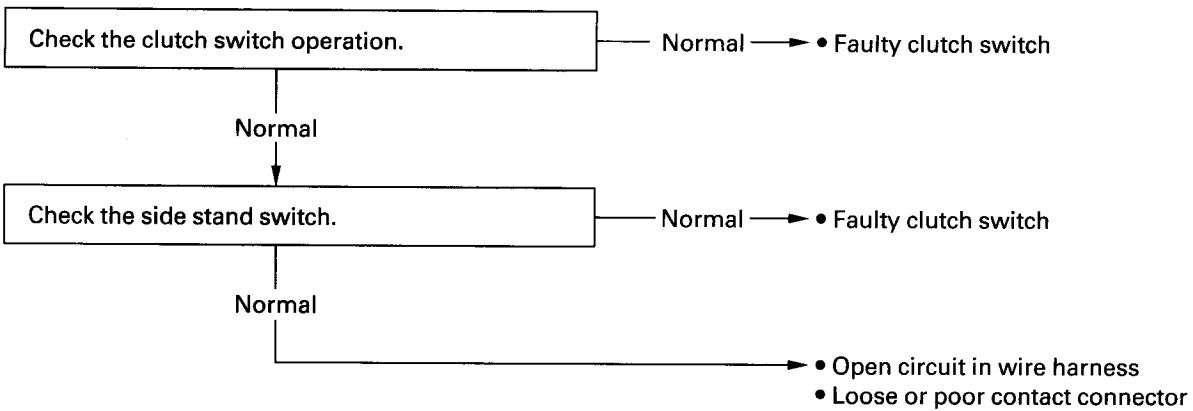 Check the clutch switch operation.
Normal
• Faulty clutch switch
Normal
Check the side stand switch.
Normal
• Faulty clutch switch
Normal
• Open circuit in wire harness
• Loose or poor contact connector